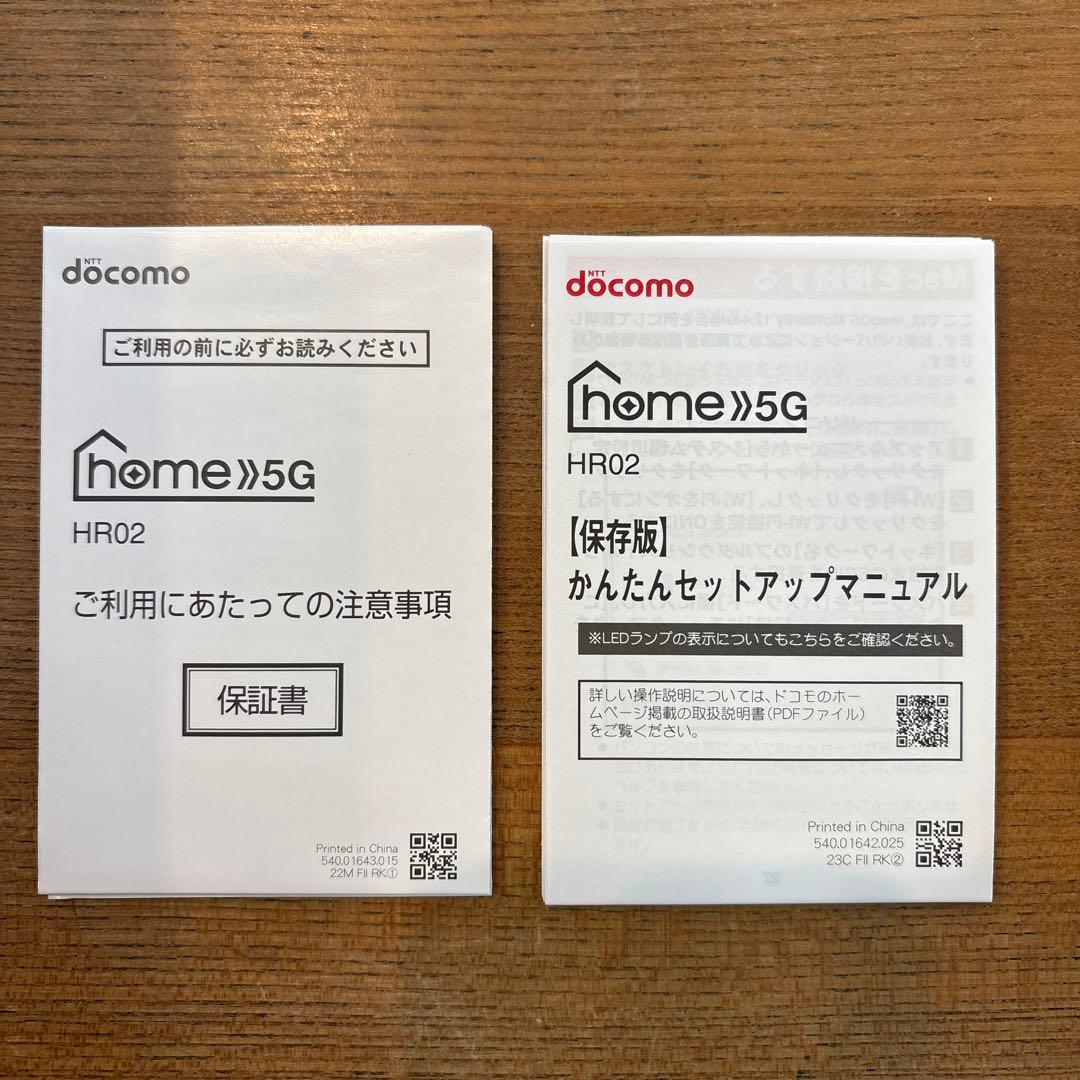 NTT
docomo
ご利用の前に必ずお読みください
home 5G
HR02
ご利用にあたっての注意事項
保証書
Printed in China
540.01643.015
22M FII RK①
NTT
docomo
home 5G
HR02
【保存版】
かんたんセットアップマニュアル
※LEDランプの表示についてもこちらをご確認ください。
詳しい操作説明については、ドコモのホー
ムページ掲載の取扱説明書（PDFファイル）
をご覧ください。
Printed in China
540.01642.025
23C FII RK②